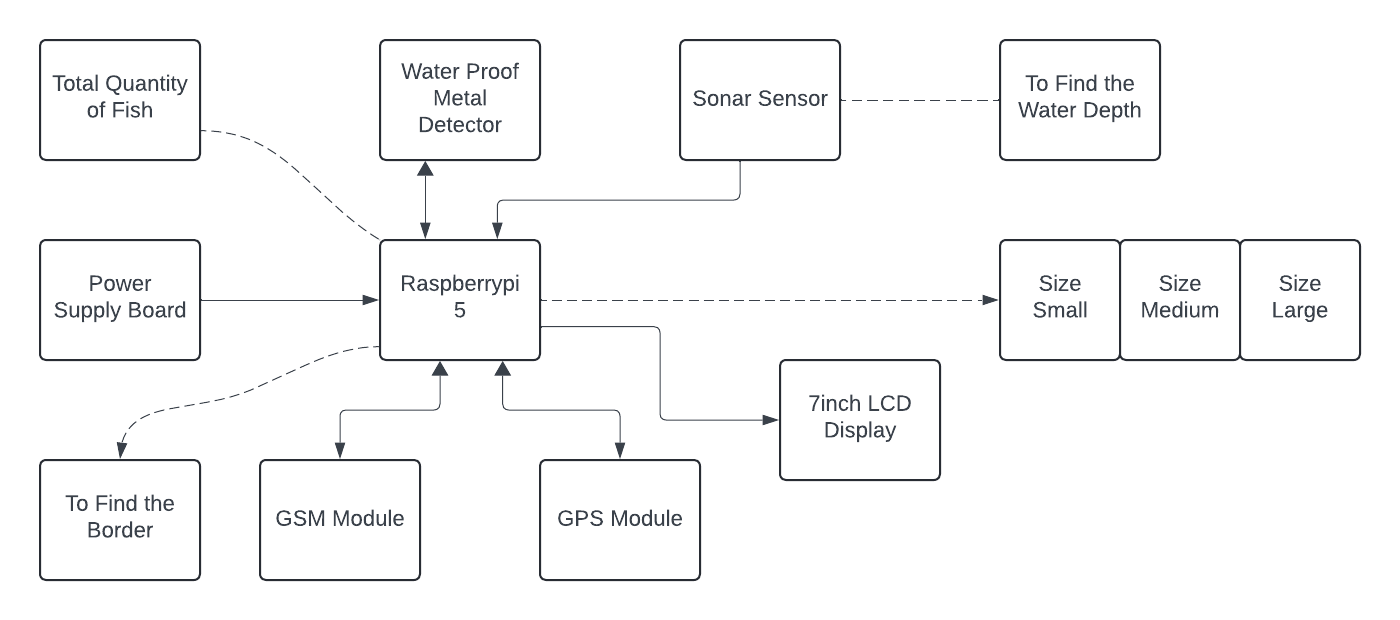 Total Quantity
of Fish
Water Proof
Metal
Detector
Sonar Sensor
To Find the
Water Depth
Power
Supply Board
Raspberrypi
5
Size
Small
Size
Medium
Size
Large
7inch LCD
Display
To Find the
Border
GSM Module
GPS Module